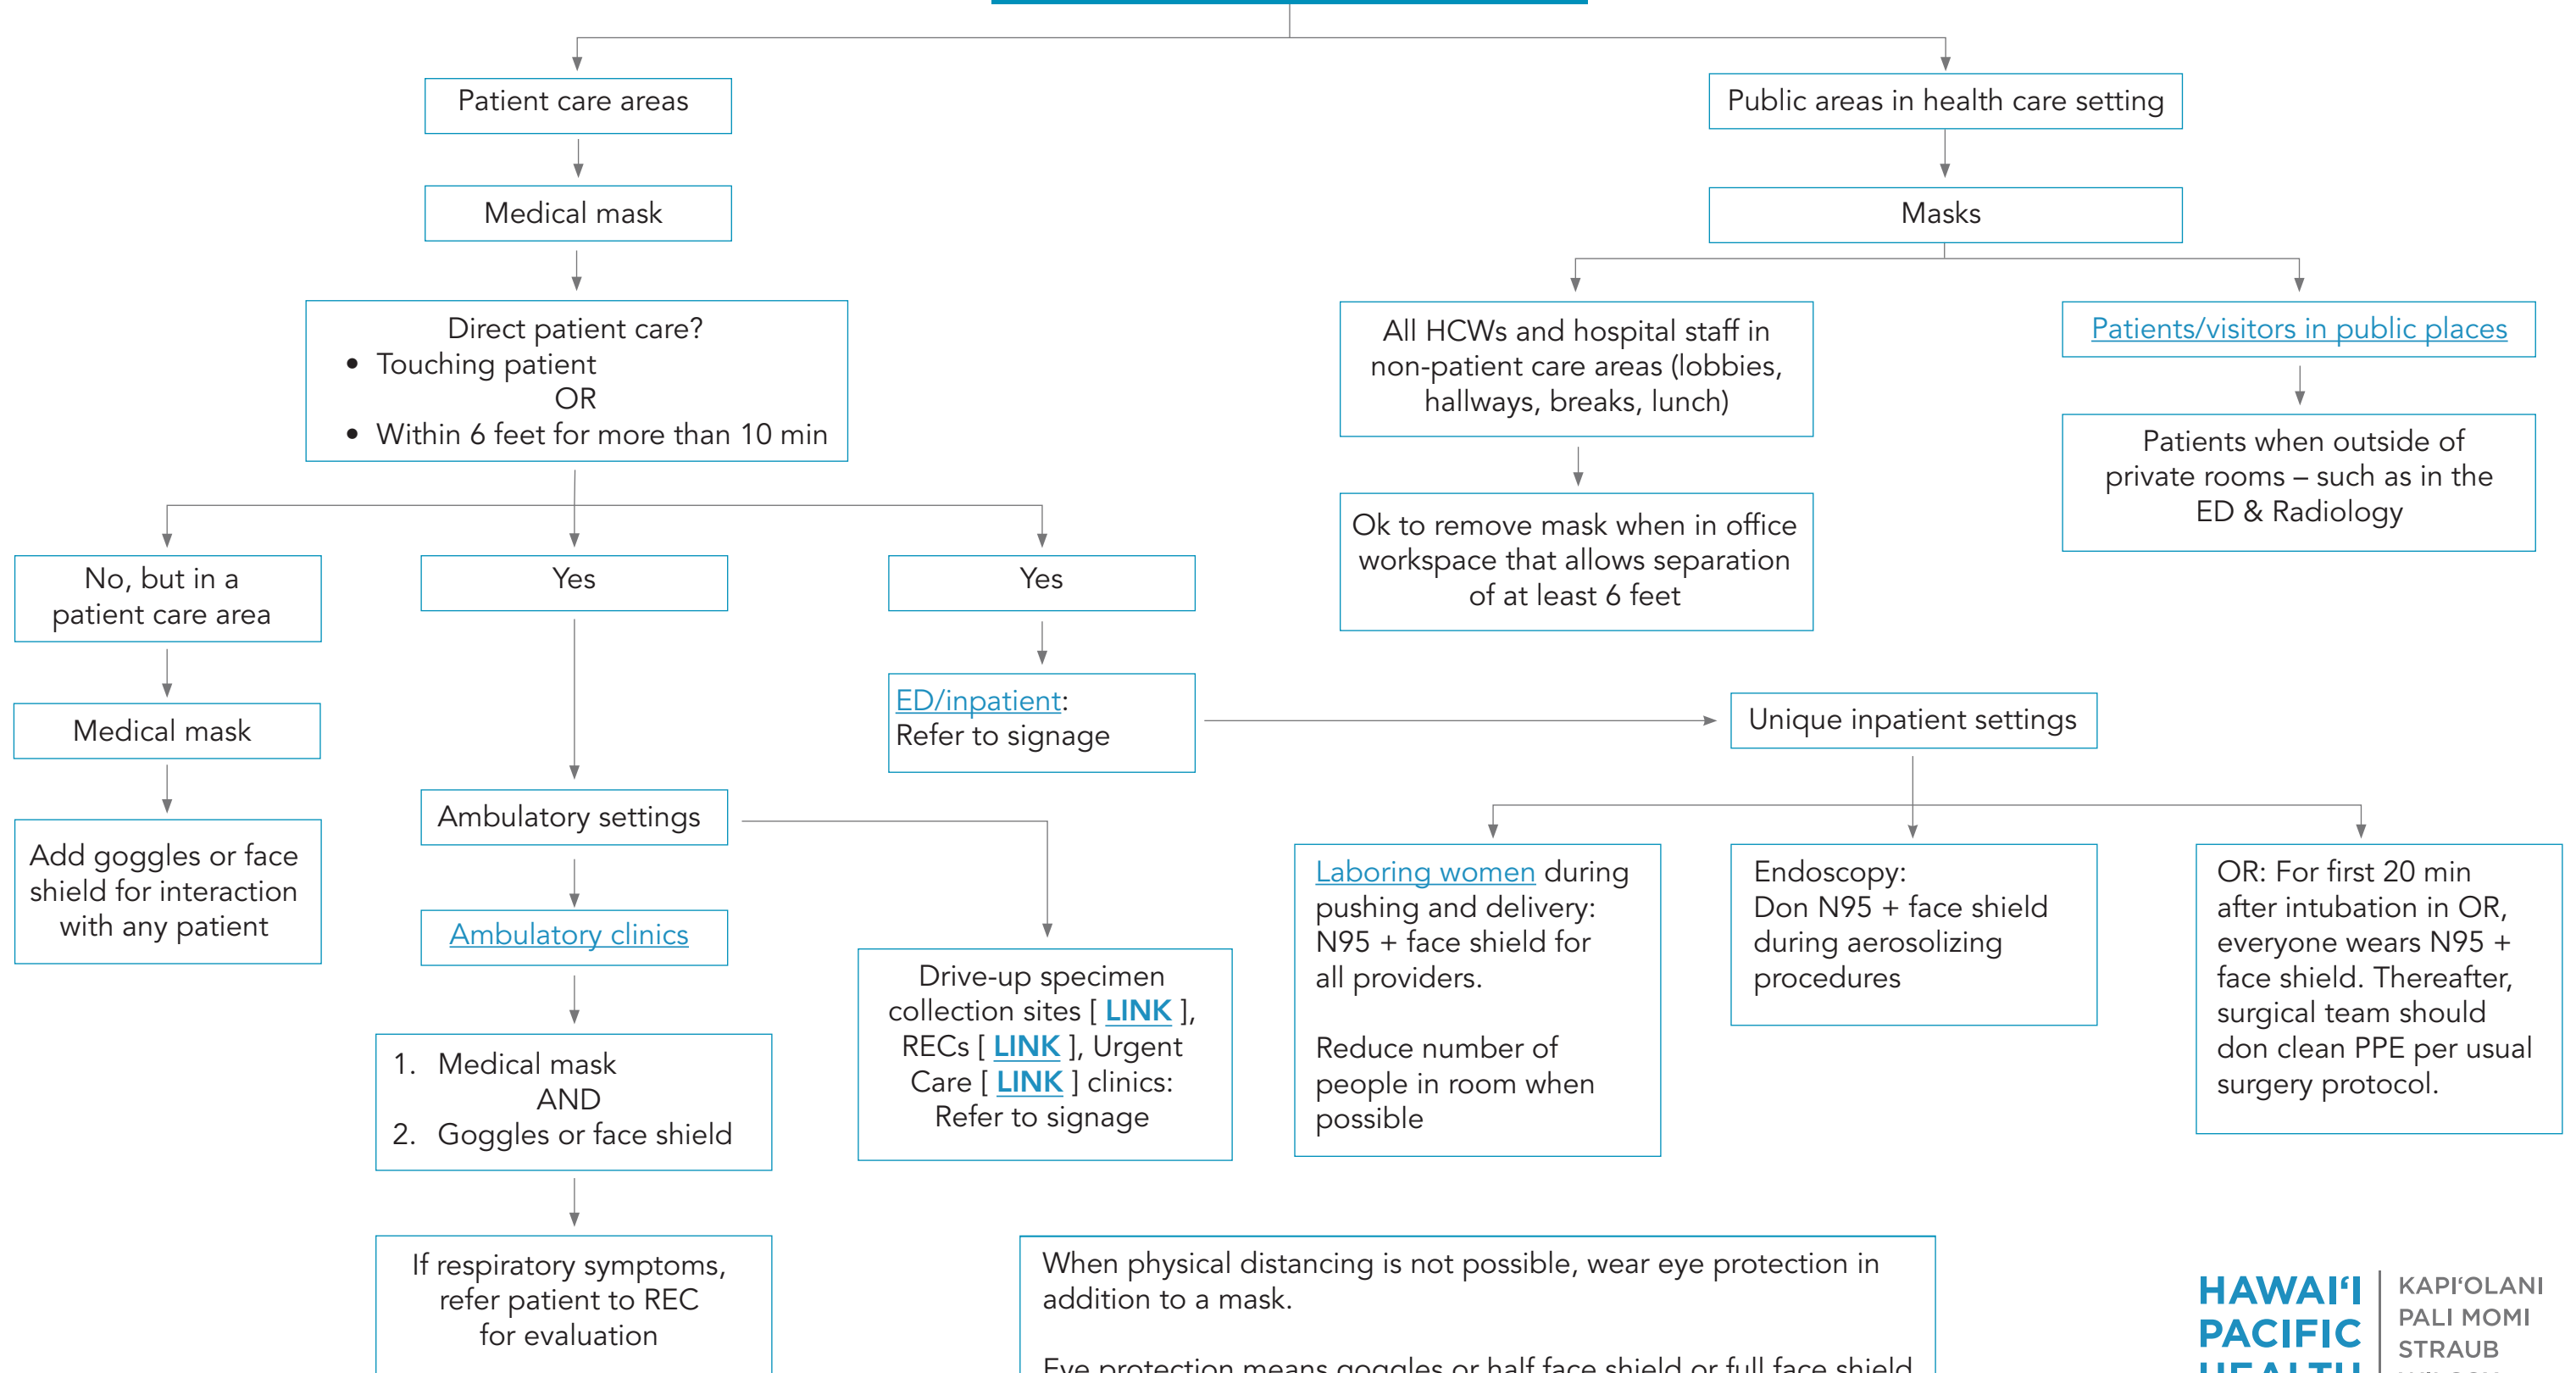 Patient care areas
Medical mask
Direct patient care?
• Touching patient
OR
• Within 6 feet for more than 10 min
No, but in a
patient care area
Medical mask
Add goggles or face
shield for interaction
with any patient
Yes
Ambulatory settings
Ambulatory clinics
1. Medical mask
AND
2. Goggles or face shield
If respiratory symptoms,
refer patient to REC
for evaluation
Drive-up specimen
collection sites [ LINK ],
RECs [ LINK ], Urgent
Care [ LINK ] clinics:
Refer to signage
Yes
ED/inpatient:
Refer to signage
Unique inpatient settings
Laboring women during
pushing and delivery:
N95 + face shield for
all providers.
Reduce number of
people in room when
possible
Endoscopy:
Don N95 + face shield
during aerosolizing
procedures
OR: For first 20 min
after intubation in OR,
everyone wears N95 +
face shield. Thereafter,
surgical team should
don clean PPE per usual
surgery protocol.
Public areas in health care setting
Masks
All HCWs and hospital staff in
non-patient care areas (lobbies,
hallways, breaks, lunch)
Ok to remove mask when in office
workspace that allows separation
of at least 6 feet
Patients/visitors in public places
Patients when outside of
private rooms – such as in the
ED & Radiology
When physical distancing is not possible, wear eye protection in
addition to a mask.
Eye protection means goggles or half face shield or full face shield
HAWAI‘I
PACIFIC
HEALTH
KAPI‘OLANI
PALI MOMI
STRAUB